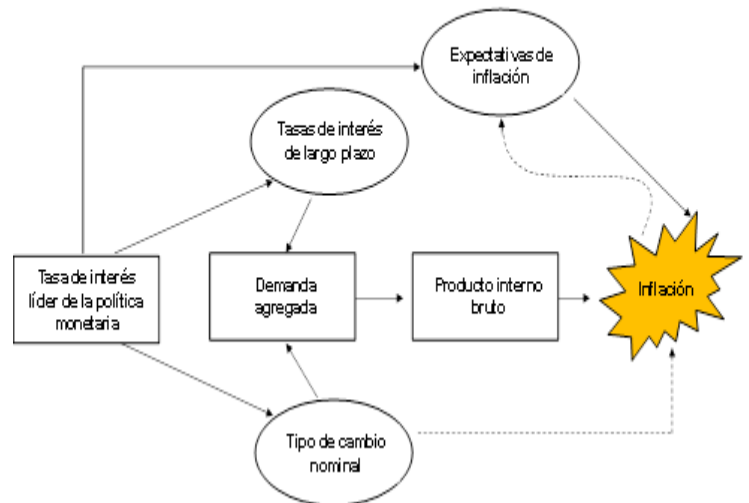 Expectativas de
inflación
Tasas de interés
de largo plazo
Tasa de interés
líder de la política
monetaria
Demanda
agregada
Producto interno
bruto
Inflación
Tipo de cambio
nominal